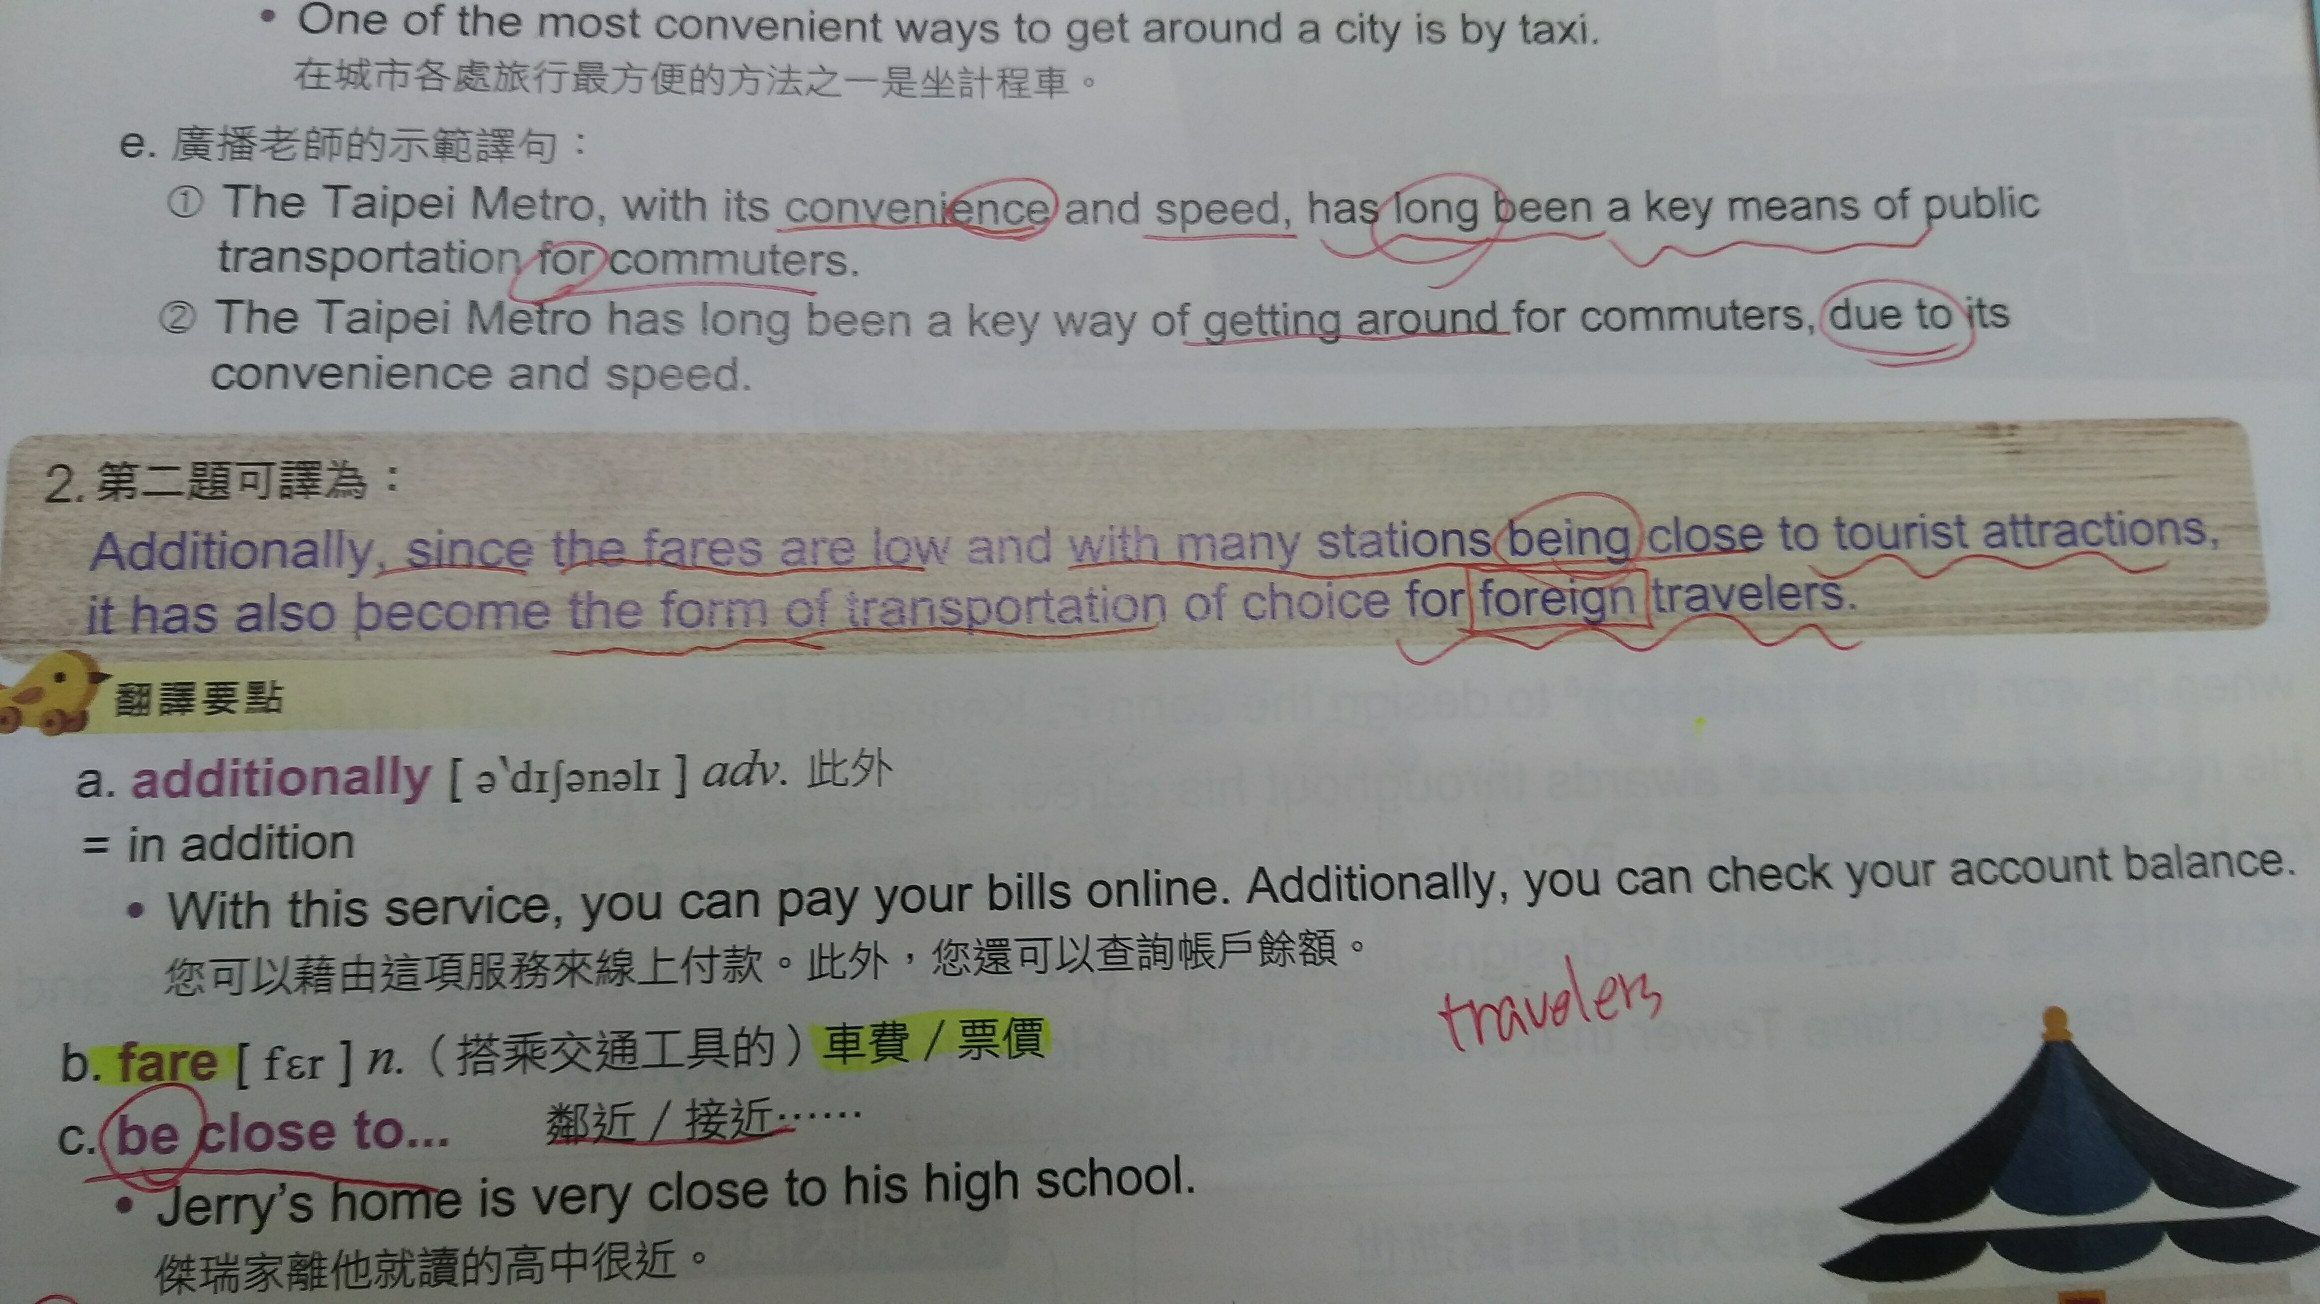 • One of the most convenient ways to get around a city is by taxi.
在城市各處旅行最方便的方法之一是坐計程車。
e. 廣播老師的示範譯句：
① The Taipei Metro, with its convenience and speed, has long been a key means of public
transportation for commuters.
② The Taipei Metro has long been a key way of getting around for commuters, due to its
convenience and speed.
2. 第二題可譯為：
Additionally, since the fares are low and with many stations being close to tourist attractions,
it has also become the form of transportation of choice for foreign travelers.
翻譯要點
a. additionally [ əˋdɪʃənəlɪ ] adv. 此外
= in addition
• With this service, you can pay your bills online. Additionally, you can check your account balance.
您可以藉由這項服務來線上付款。此外，您還可以查詢帳戶餘額。
travelers
b. fare [ fɛr ] n.（搭乘交通工具的）車費 / 票價
c. be close to... 鄰近 / 接近……
• Jerry's home is very close to his high school.
傑瑞家離他就讀的高中很近。